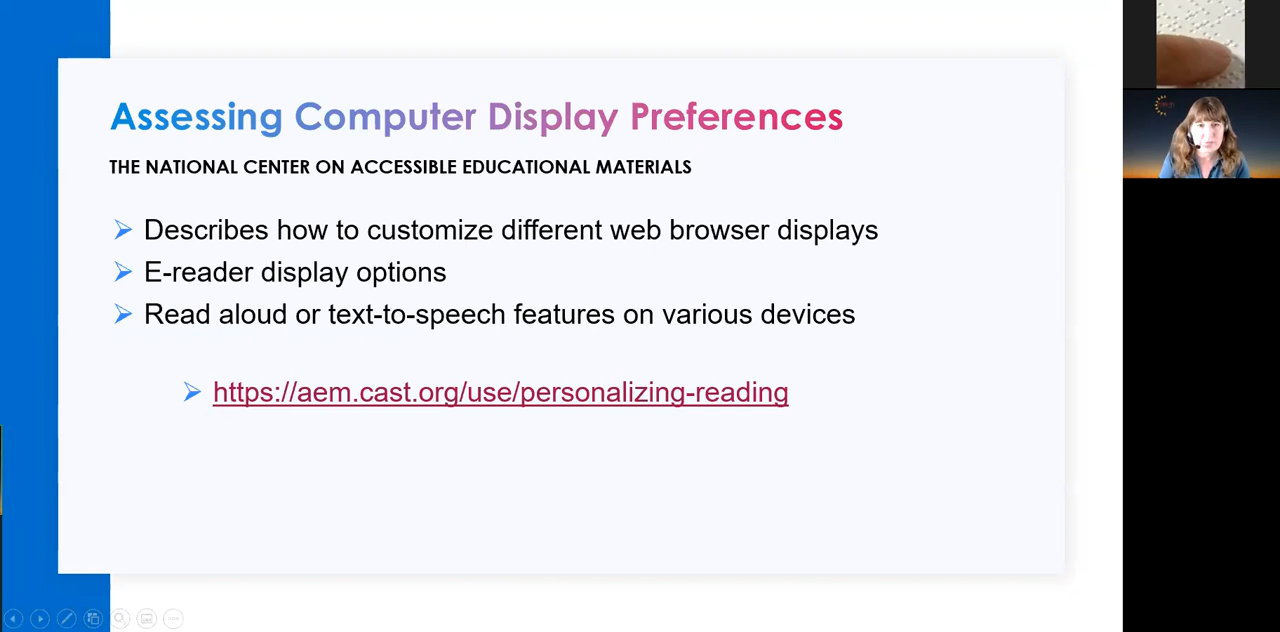 Assessing Computer Display Preferences
THE NATIONAL CENTER ON ACCESSIBLE EDUCATIONAL MATERIALS
Describes how to customize different web browser displays
E-reader display options
Read aloud or text-to-speech features on various devices
https://aem.cast.org/use/personalizing-reading